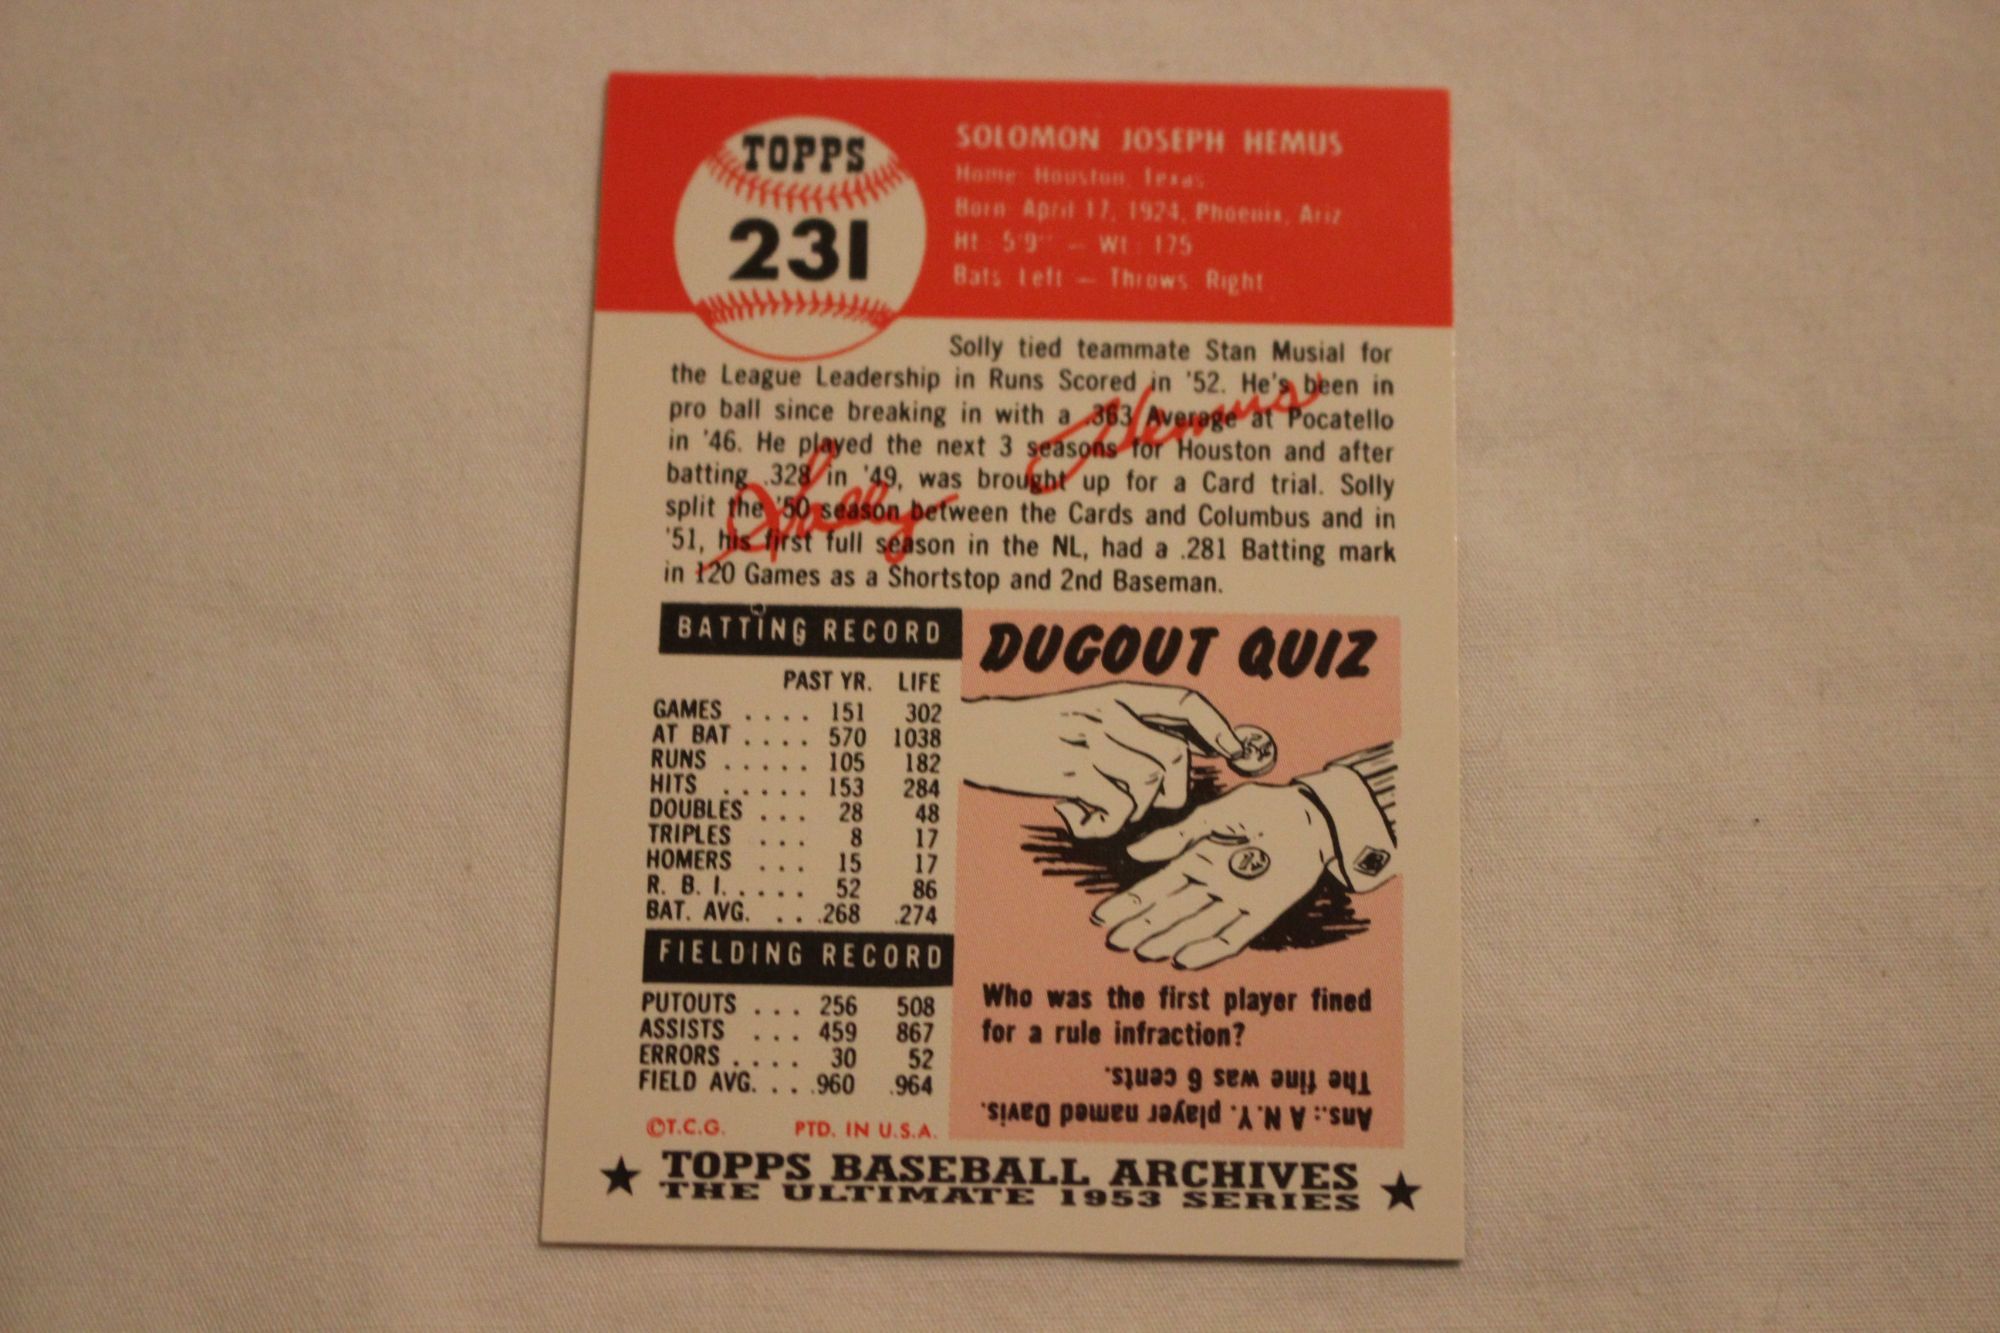 TOPPS
231
SOLOMON JOSEPH HEMUS
Home: Houston, Texas
Born: April 17, 1924, Phoenix, Ariz
Ht: 5'9" — Wt: 175
Bats: Left — Throws: Right
Solly tied teammate Stan Musial for
the League Leadership in Runs Scored in '52. He's been in
pro ball since breaking in with a .363 Average at Pocatello
in '46. He played the next 3 seasons for Houston and after
batting .328 in '49, was brought up for a Card trial. Solly
split the '50 season between the Cards and Columbus and in
'51, his first full season in the NL, had a .281 Batting mark
in 120 Games as a Shortstop and 2nd Baseman.
Solly Hemus
BATTING RECORD
PAST YR. LIFE
GAMES .... 151 302
AT BAT .... 570 1038
RUNS ..... 105 182
HITS ..... 153 284
DOUBLES ... 28 48
TRIPLES ... 8 17
HOMERS ... 15 17
R. B. I. .... 52 86
BAT. AVG. .. .268 .274
FIELDING RECORD
PUTOUTS ... 256 508
ASSISTS ... 459 867
ERRORS .... 30 52
FIELD AVG. .. .960 .964
©T.C.G. PTD. IN U.S.A.
DUGOUT QUIZ
Who was the first player fined
for a rule infraction?
Ans.: A N.Y. player named Davis.
The fine was 6 cents.
TOPPS BASEBALL ARCHIVES
THE ULTIMATE 1953 SERIES